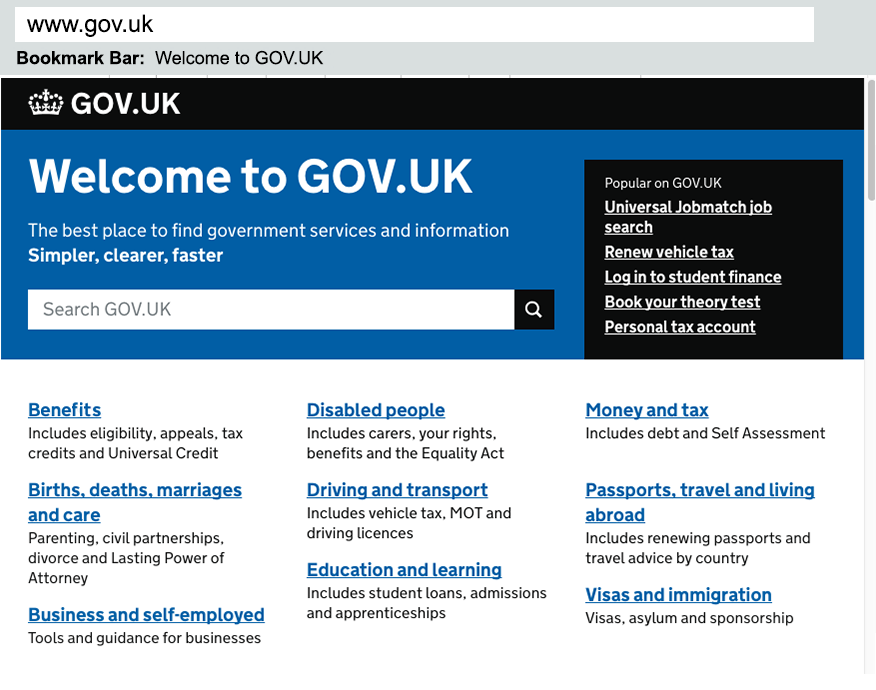 www.gov.uk
Bookmark Bar: Welcome to GOV.UK
GOV.UK
Welcome to GOV.UK
The best place to find government services and information
Simpler, clearer, faster
Search GOV.UK
Popular on GOV.UK
Universal Jobmatch job
search
Renew vehicle tax
Log in to student finance
Book your theory test
Personal tax account
Benefits
Includes eligibility, appeals, tax
credits and Universal Credit
Births, deaths, marriages
and care
Parenting, civil partnerships,
divorce and Lasting Power of
Attorney
Business and self-employed
Tools and guidance for businesses
Disabled people
Includes carers, your rights,
benefits and the Equality Act
Driving and transport
Includes vehicle tax, MOT and
driving licences
Education and learning
Includes student loans, admissions
and apprenticeships
Money and tax
Includes debt and Self Assessment
Passports, travel and living
abroad
Includes renewing passports and
travel advice by country
Visas and immigration
Visas, asylum and sponsorship